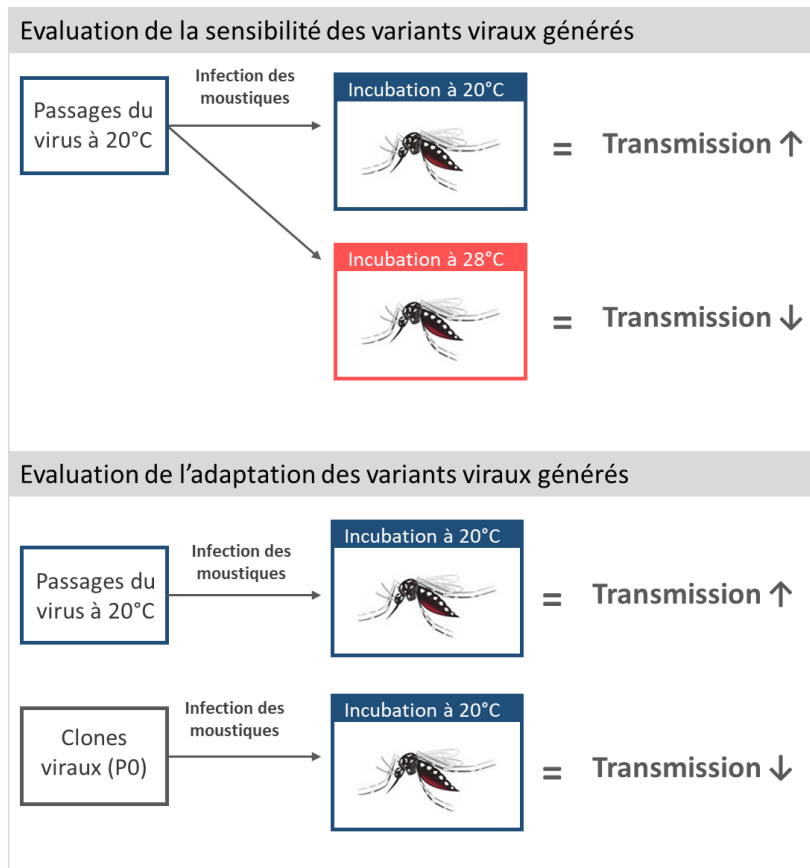 Evaluation de la sensibilité des variants viraux générés
Infection des
moustiques
Passages du
virus à 20°C
Incubation à 20°C
= Transmission ↑
Incubation à 28°C
= Transmission ↓
Evaluation de l’adaptation des variants viraux générés
Infection des
moustiques
Passages du
virus à 20°C
Incubation à 20°C
= Transmission ↑
Infection des
moustiques
Clones
viraux (P0)
Incubation à 20°C
= Transmission ↓